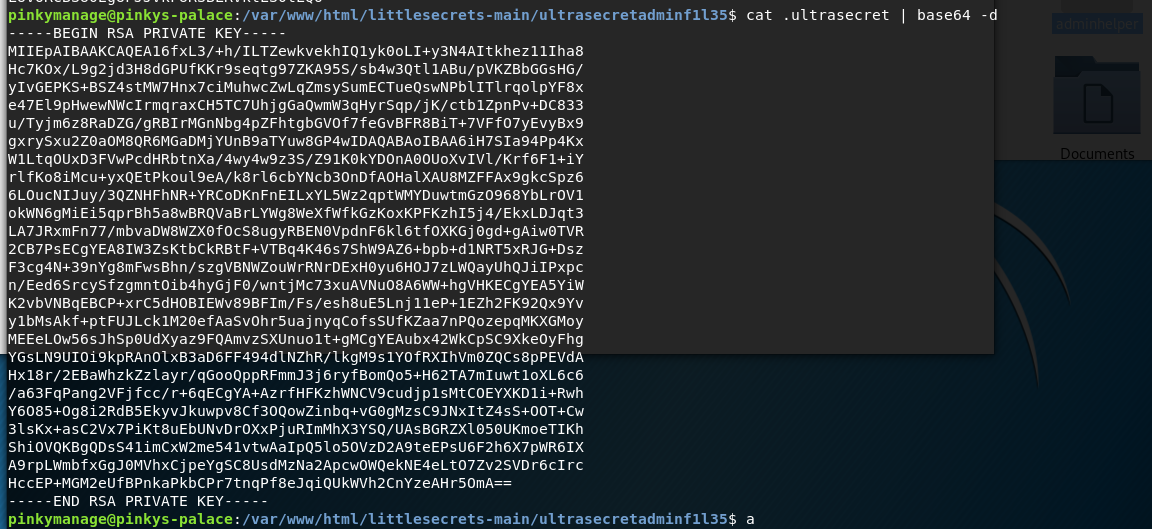 pinkymanage@pinkys-palace:/var/www/html/littlesecrets-main/ultrasecretadminf1l35$ cat .ultrasecret | base64 -d
-----BEGIN RSA PRIVATE KEY-----
MIIEpAIBAAKCAQEA16fxL3/+h/ILTZewkvekhIQ1yk0oLI+y3N4AItkhez11Iha8
Hc7KOx/L9g2jd3H8dGPUfKKr9seqtg97ZKA95S/sb4w3Qtl1ABu/pVKZBbGGsHG/
yIvGEPKS+BSZ4stMW7Hnx7ciMuhwcZwLqZmsySumECTueQswNPblITlrqolpYF8x
e47El9pHwewNWcIrmqraxCH5TC7UhjgGaQwmW3qHyrSqp/jK/ctb1ZpnPv+DC833
u/Tyjm6z8RaDZG/gRBIrMGnNbg4pZFhtgbGVOf7feGvBFR8BiT+7VFfO7yEvyBx9
gxrySxu2Z0aOM8QR6MGaDMjYUnB9aTYuw8GP4wIDAQABAoIBAA6iH7SIa94Pp4Kx
W1LtqOUxD3FVwPcdHRbtnXa/4wy4w9z3S/Z91K0kYDOnA0OUoXvIVl/Krf6F1+iY
rlfKo8iMcu+yxQEtPkoul9eA/k8rl6cbYNcb3OnDfAOHalXAU8MZFFAx9gkcSpz6
6LOucNIJuy/3QZNHFhNR+YRCoDKnFnEILxYL5Wz2qptWMYDuwtmGzO968YbLrOV1
okWN6gMiEi5qprBh5a8wBRQVaBrLYWg8WeXfWfkGzKoxKPFKzhI5j4/EkxLDJqt3
LA7JRxmFn77/mbvaDW8WZX0fOcS8ugyRBEN0VpdnF6kl6tfOXKGj0gd+gAiw0TVR
2CB7PsECgYEA8IW3ZsKtbCkRBtF+VTBq4K46s7ShW9AZ6+bpb+d1NRT5xRJG+Dsz
F3cg4N+39nYg8mFwsBhn/szgVBNWZouWrRNrDExH0yu6HOJ7zLWQayUhQJiIPxpc
n/Eed6SrcySfzgmntOib4hyGjF0/wntjMc73xuAVNuO8A6WW+hgVHKECgYEA5YiW
K2vbVNBqEBCP+xrC5dHOBIEWv89BFIm/Fs/esh8uE5Lnj11eP+1EZh2FK92Qx9Yv
y1bMsAkf+ptFUJLck1M20efAaSvOhr5uajnyqCofsSUfKZaa7nPQozepqMKXGMoy
MEEeLOw56sJhSp0UdXyaz9FQAmvzSXUnuo1t+gMCgYEAubx42WkCpSC9XkeOyFhg
YGsLN9UIOi9kpRAnOlxB3aD6FF494dlNZhR/lkgM9s1YOfRXIhVm0ZQCs8pPEVdA
Hx18r/2EBaWhzkZzlayr/qGooQppRFmmJ3j6ryfBomQo5+H62TA7mIuwt1oXL6c6
/a63FqPang2VFjfcc/r+6qECgYA+AzrfHFKzhWNCV9cudjp1sMtCOEYXKD1i+Rwh
Y6O85+Og8i2RdB5EkyvJkuwpv8Cf3OQowZinbq+vG0gMzsC9JNxItZ4sS+OOT+Cw
3lsKx+asC2Vx7PiKt8uEbUNvDrOXxPjuRImMhX3YSQ/UAsBGRZXl050UKmoeTIKh
ShiOVQKBgQDsS41imCxW2me541vtwAaIpQ5lo5OVzD2A9teEPsU6F2h6X7pWR6IX
A9rpLWmbfxGgJ0MVhxCjpeYgSC8UsdMzNa2ApcwOWQekNE4eLtO7Zv2SVDr6cIrc
HccEP+MGM2eUfBPnkaPkbCPr7tnqPf8eJqiQUkWVh2CnYzeAHr5OmA==
-----END RSA PRIVATE KEY-----
pinkymanage@pinkys-palace:/var/www/html/littlesecrets-main/ultrasecretadminf1l35$ a
adminhelper
Documents